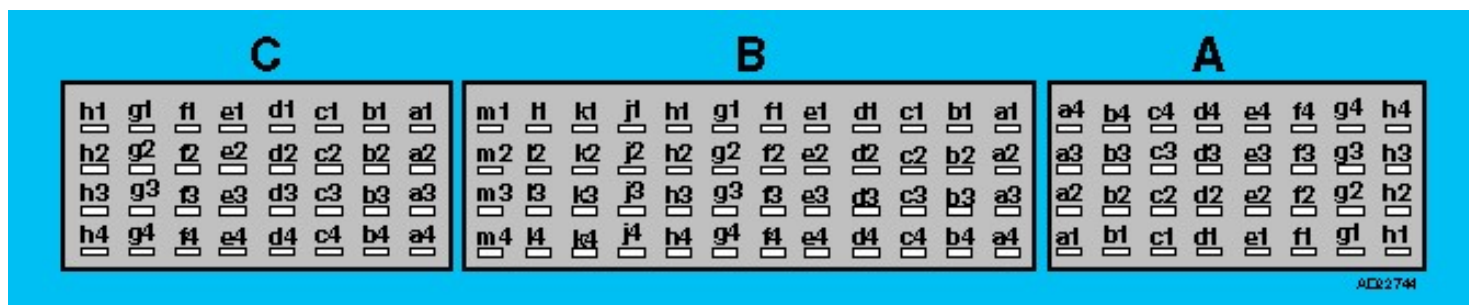 C B A
h1 g1 f1 e1 d1 c1 b1 a1 m1 l1 k1 j1 h1 g1 f1 e1 d1 c1 b1 a1 a4 b4 c4 d4 e4 f4 g4 h4
h2 g2 f2 e2 d2 c2 b2 a2 m2 l2 k2 j2 h2 g2 f2 e2 d2 c2 b2 a2 a3 b3 c3 d3 e3 f3 g3 h3
h3 g3 f3 e3 d3 c3 b3 a3 m3 l3 k3 j3 h3 g3 f3 e3 d3 c3 b3 a3 a2 b2 c2 d2 e2 f2 g2 h2
h4 g4 f4 e4 d4 c4 b4 a4 m4 l4 k4 j4 h4 g4 f4 e4 d4 c4 b4 a4 a1 b1 c1 d1 e1 f1 g1 h1